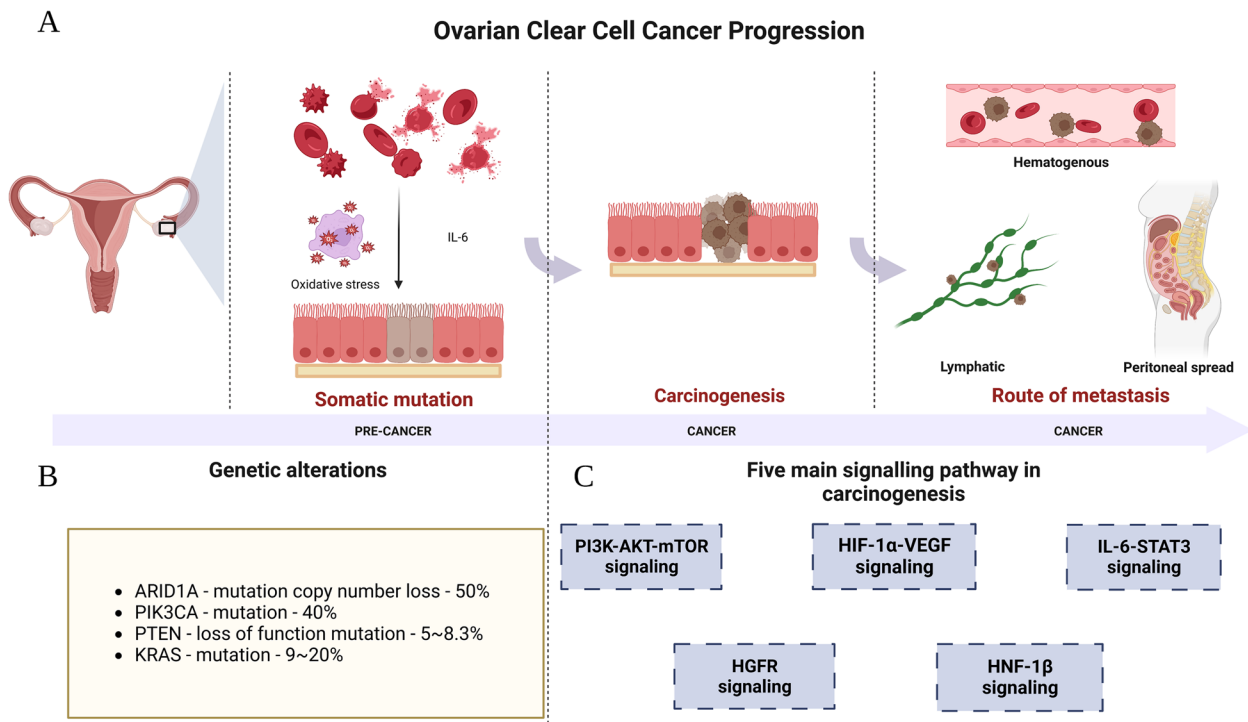 A
Ovarian Clear Cell Cancer Progression
Hematogenous
IL-6
Oxidative stress
Lymphatic
Peritoneal spread
Somatic mutation
Carcinogenesis
Route of metastasis
PRE-CANCER
CANCER
CANCER
B
Genetic alterations
• ARID1A - mutation copy number loss - 50%
• PIK3CA - mutation - 40%
• PTEN - loss of function mutation - 5~8.3%
• KRAS - mutation - 9~20%
C
Five main signalling pathway in
carcinogenesis
PI3K-AKT-mTOR
signaling
HIF-1α-VEGF
signaling
IL-6-STAT3
signaling
HGFR
signaling
HNF-1β
signaling